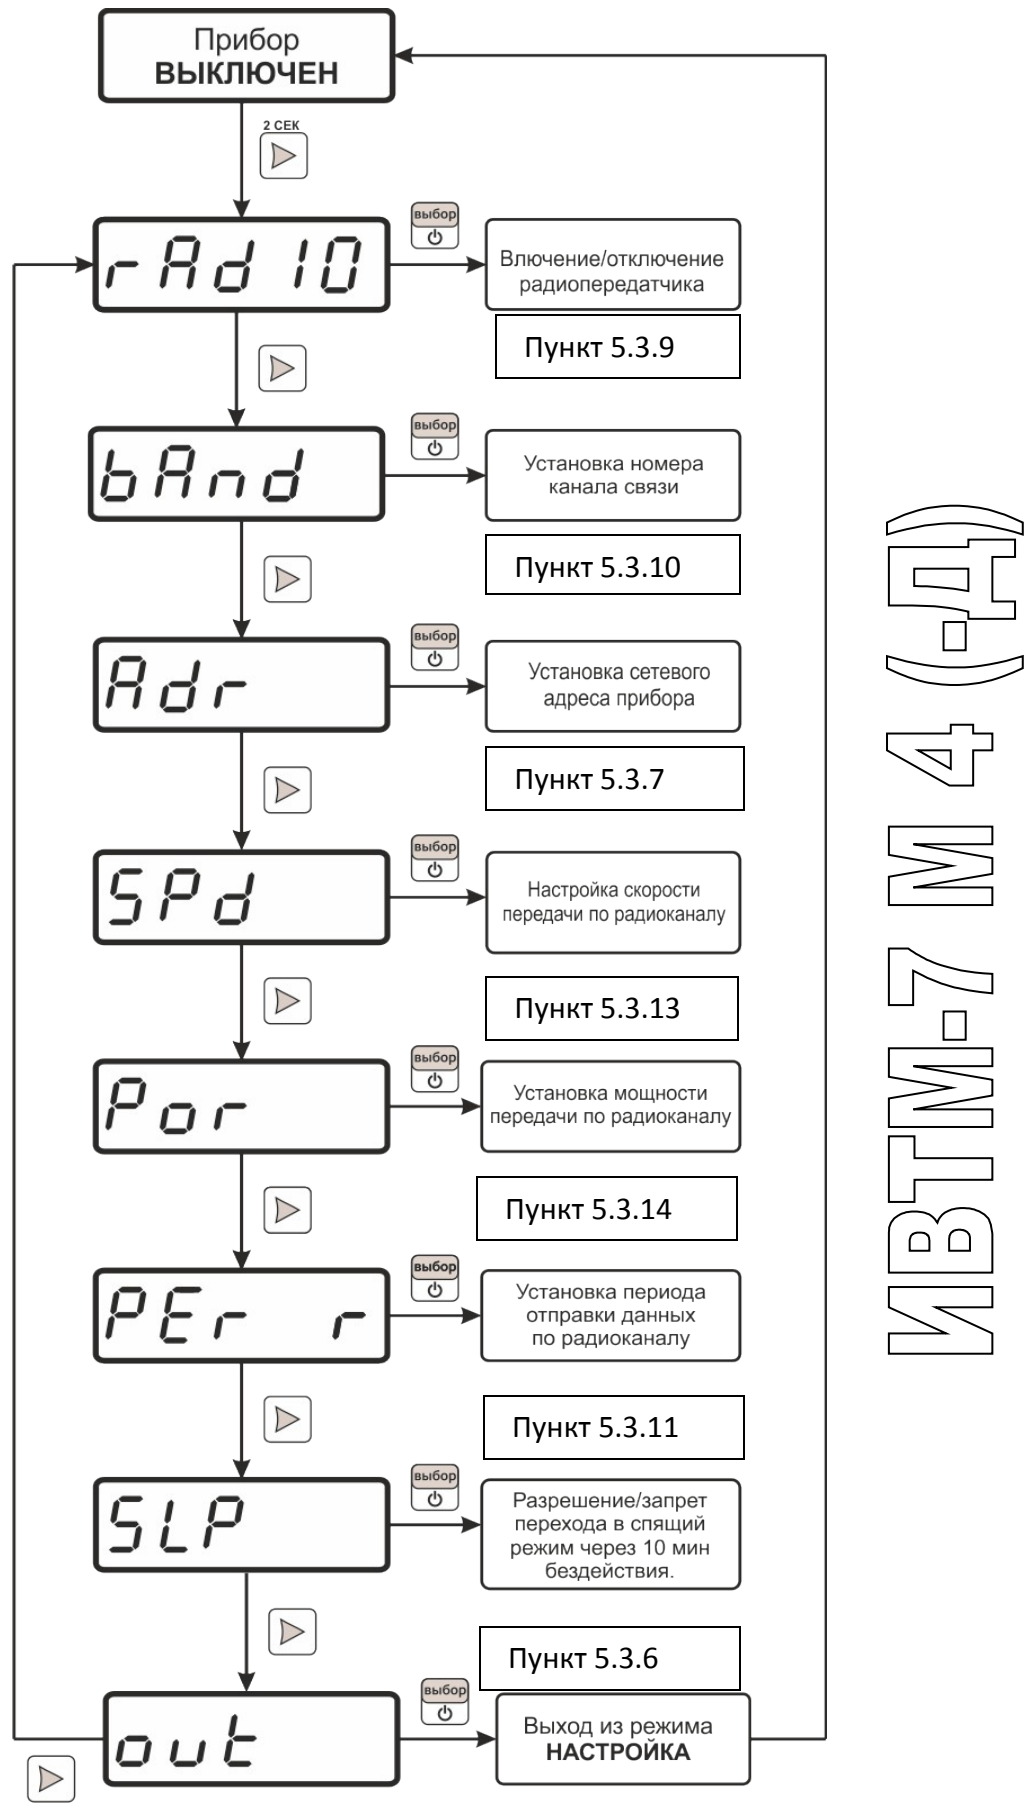 Прибор
ВЫКЛЮЧЕН
2 СЕК
rAdIO
выбор
Влючение/отключение
радиопередатчика
Пункт 5.3.9
bAnd
выбор
Установка номера
канала связи
Пункт 5.3.10
Adr
выбор
Установка сетевого
адреса прибора
Пункт 5.3.7
SPd
выбор
Настройка скорости
передачи по радиоканалу
Пункт 5.3.13
Por
выбор
Установка мощности
передачи по радиоканалу
Пункт 5.3.14
PEr r
выбор
Установка периода
отправки данных
по радиоканалу
Пункт 5.3.11
SLP
выбор
Разрешение/запрет
перехода в спящий
режим через 10 мин
бездействия.
Пункт 5.3.6
out
выбор
Выход из режима
НАСТРОЙКА
ИВТМ-7 М 4 (-Д)